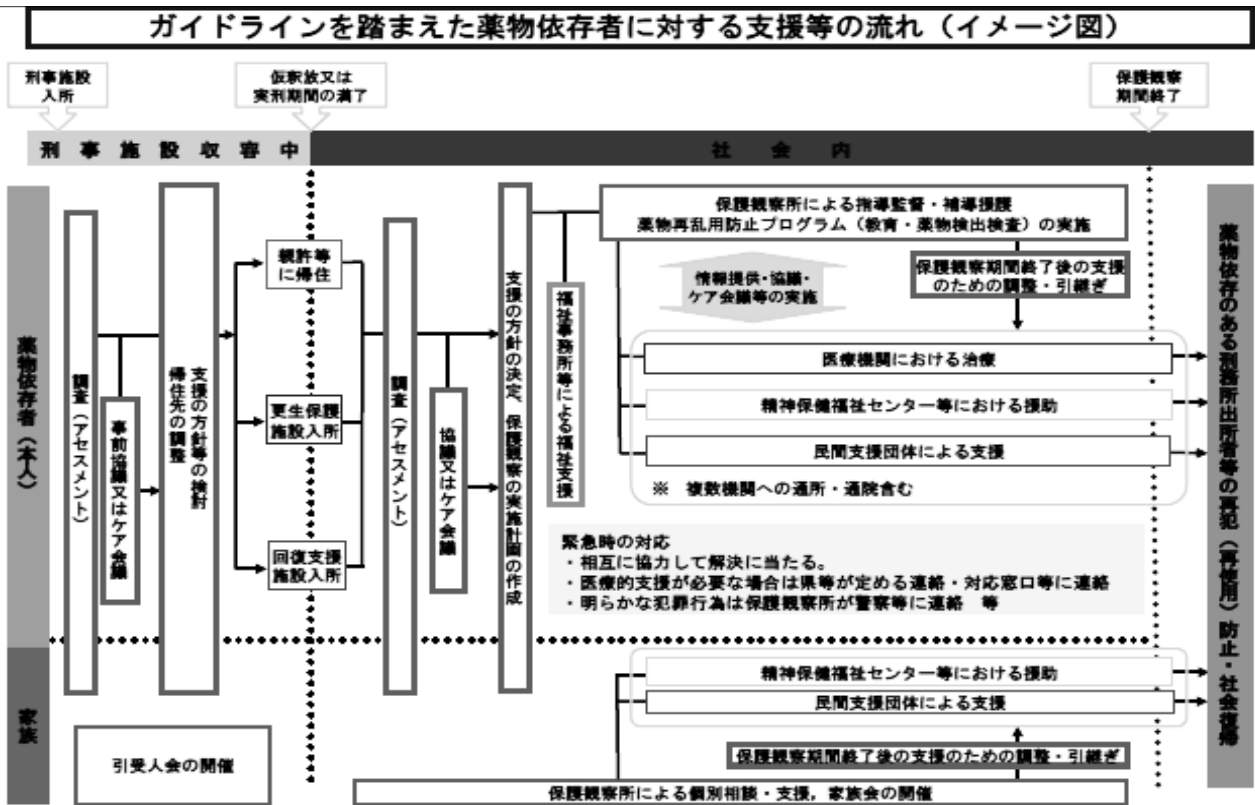 ガイドラインを踏まえた薬物依存者に対する支援等の流れ（イメージ図）
刑事施設
入所
仮釈放又は
実刑期間の満了
保護観察
期間終了
刑事施設収容中
社会内
薬物依存者（本人）
調査（アセスメント）
事前協議又はケア会議
支援の方針等の検討
帰住先の調整
親許等
に帰住
更生保護
施設入所
回復支援
施設入所
調査（アセスメント）
協議又はケア会議
支援の方針の決定、保護観察の実施計画の作成
福祉事務所等による福祉支援
保護観察所による指導監督・補導援護
薬物再乱用防止プログラム（教育・薬物検出検査）の実施
情報提供・協議・
ケア会議等の実施
保護観察期間終了後の支援
のための調整・引継ぎ
医療機関における治療
精神保健福祉センター等における援助
民間支援団体による支援
※　複数機関への通所・通院含む
緊急時の対応
・相互に協力して解決に当たる。
・医療的支援が必要な場合は県等が定める連絡・対応窓口等に連絡
・明らかな犯罪行為は保護観察所が警察等に連絡　等
薬物依存のある刑務所出所者等の再犯（再使用）防止・社会復帰
家族
引受人会の開催
精神保健福祉センター等における援助
民間支援団体による支援
保護観察期間終了後の支援のための調整・引継ぎ
保護観察所による個別相談・支援，家族会の開催